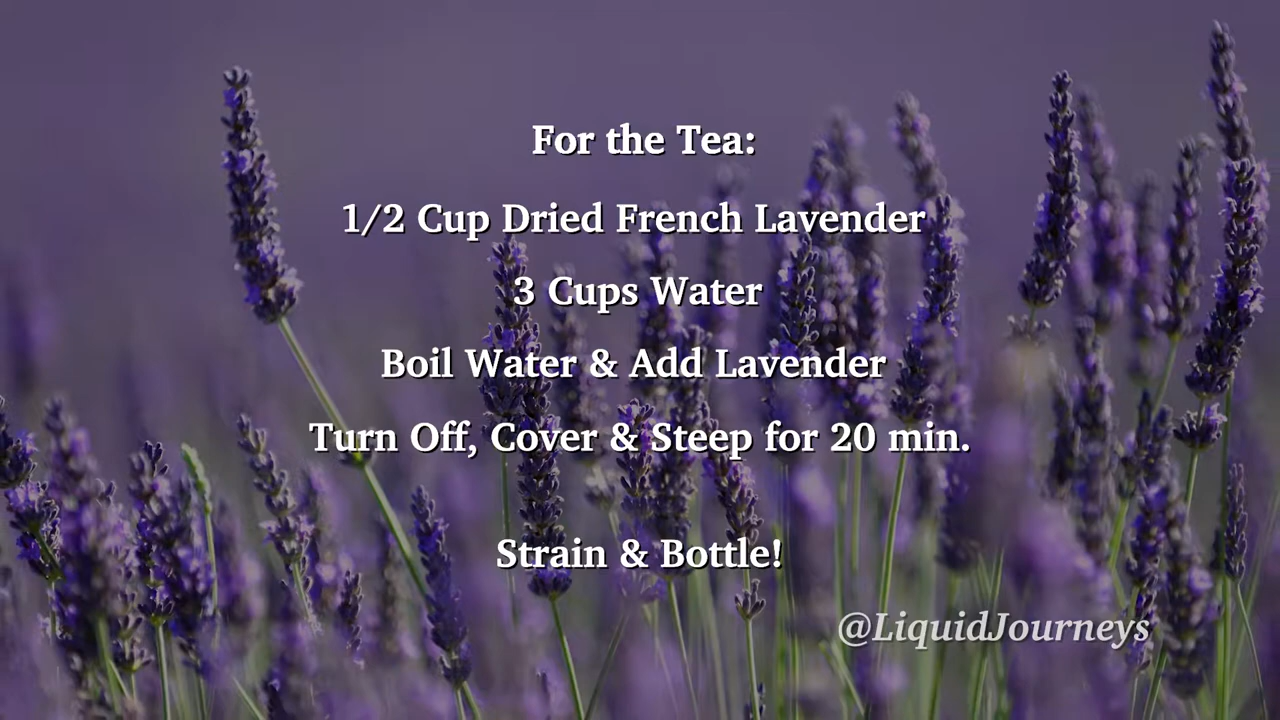 For the Tea:
1/2 Cup Dried French Lavender
3 Cups Water
Boil Water & Add Lavender
Turn Off, Cover & Steep for 20 min.
Strain & Bottle!
@LiquidJourneys